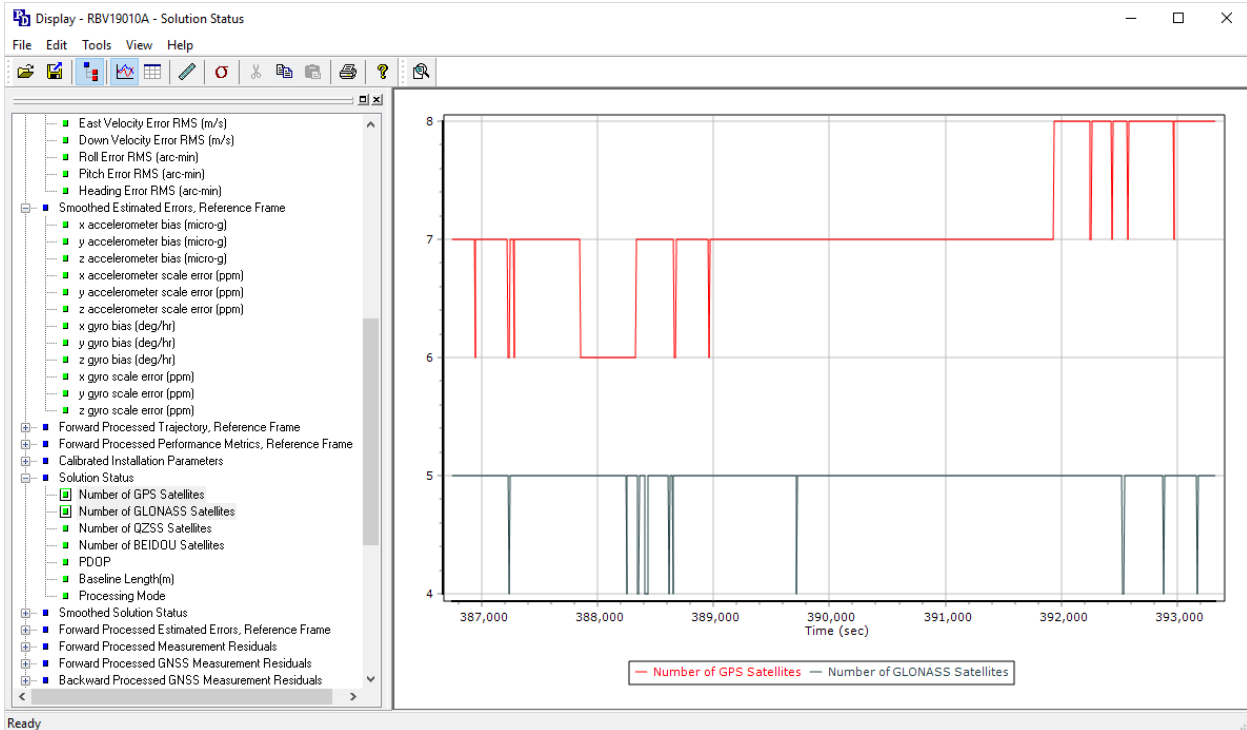 Display - RBV19010A - Solution Status
File Edit Tools View Help
East Velocity Error RMS (m/s)
Down Velocity Error RMS (m/s)
Roll Error RMS (arc-min)
Pitch Error RMS (arc-min)
Heading Error RMS (arc-min)
Smoothed Estimated Errors, Reference Frame
x accelerometer bias (micro-g)
y accelerometer bias (micro-g)
z accelerometer bias (micro-g)
x accelerometer scale error (ppm)
y accelerometer scale error (ppm)
z accelerometer scale error (ppm)
x gyro bias (deg/hr)
y gyro bias (deg/hr)
z gyro bias (deg/hr)
x gyro scale error (ppm)
y gyro scale error (ppm)
z gyro scale error (ppm)
Forward Processed Trajectory, Reference Frame
Forward Processed Performance Metrics, Reference Frame
Calibrated Installation Parameters
Solution Status
Number of GPS Satellites
Number of GLONASS Satellites
Number of QZSS Satellites
Number of BEIDOU Satellites
PDOP
Baseline Length(m)
Processing Mode
Smoothed Solution Status
Forward Processed Estimated Errors, Reference Frame
Forward Processed Measurement Residuals
Forward Processed GNSS Measurement Residuals
Backward Processed GNSS Measurement Residuals
8
7
6
5
4
387,000 388,000 389,000 390,000 391,000 392,000 393,000
Time (sec)
Number of GPS Satellites Number of GLONASS Satellites
Ready